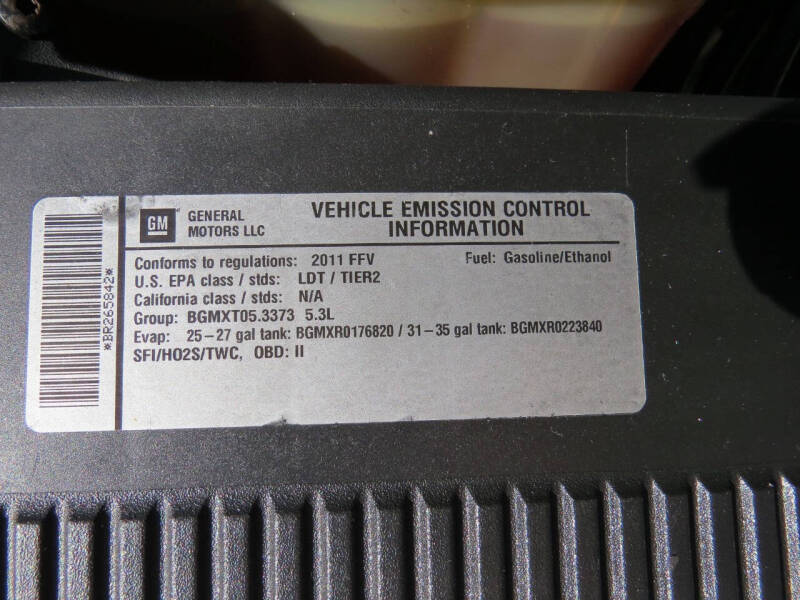 GM GENERAL MOTORS LLC
VEHICLE EMISSION CONTROL
INFORMATION
Conforms to regulations: 2011 FFV Fuel: Gasoline/Ethanol
U.S. EPA class / stds: LDT / TIER2
California class / stds: N/A
Group: BGMXT05.3373 5.3L
Evap: 25-27 gal tank: BGMXR0176820 / 31-35 gal tank: BGMXR0223840
SFI/HO2S/TWC, OBD: II
*BR265842*